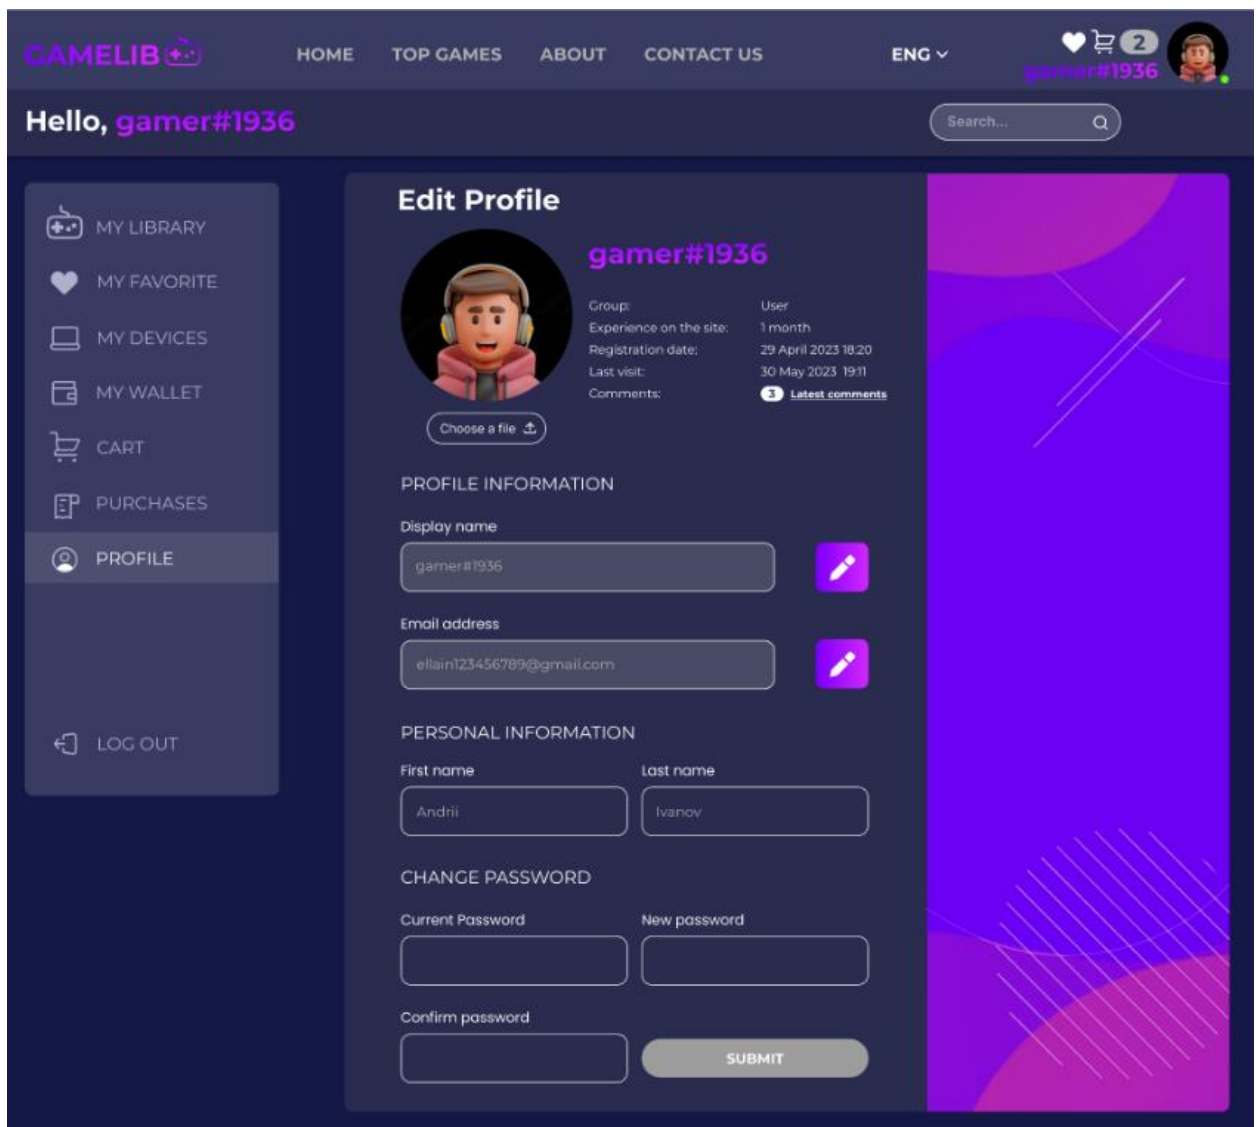 GAMELIB
HOME TOP GAMES ABOUT CONTACT US ENG 2
gamer#1936
Hello, gamer#1936
Search...
MY LIBRARY
MY FAVORITE
MY DEVICES
MY WALLET
CART
PURCHASES
PROFILE
LOG OUT
Edit Profile
gamer#1936
Group: User
Experience on the site: 1 month
Registration date: 29 April 2023 18:20
Last visit: 30 May 2023 19:11
Comments: 3 Latest comments
Choose a file
PROFILE INFORMATION
Display name
gamer#1936
Email address
ellain123456789@gmail.com
PERSONAL INFORMATION
First name Last name
Andrii Ivanov
CHANGE PASSWORD
Current Password New password
Confirm password
SUBMIT